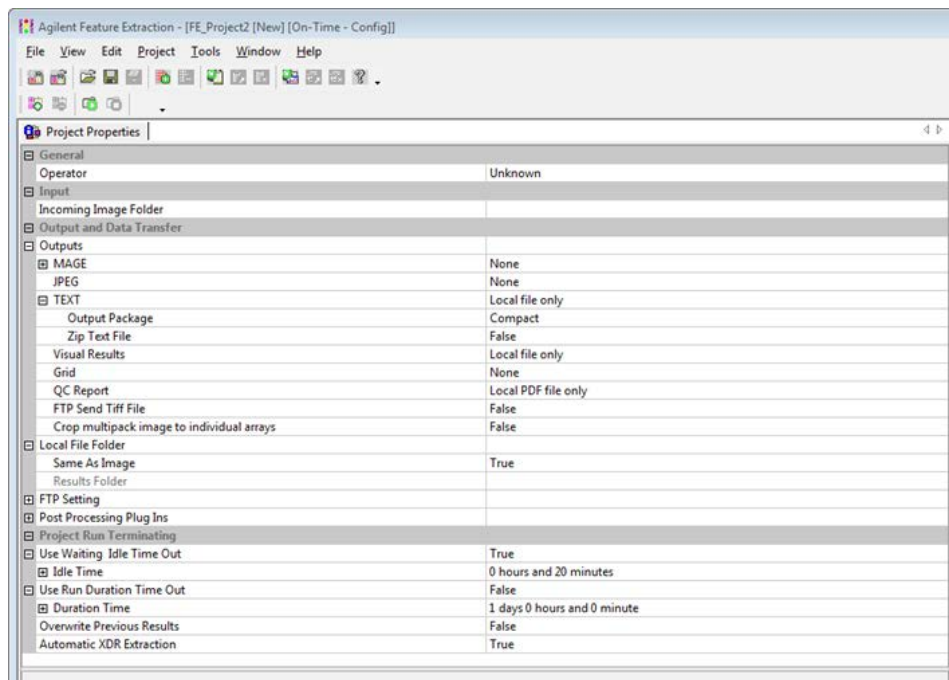 Agilent Feature Extraction - [FE_Project2 [New] [On-Time - Config]]
File View Edit Project Tools Window Help
Project Properties
General
Operator Unknown
Input
Incoming Image Folder
Output and Data Transfer
Outputs
MAGE None
JPEG None
TEXT Local file only
Output Package Compact
Zip Text File False
Visual Results Local file only
Grid None
QC Report Local PDF file only
FTP Send Tiff File False
Crop multipack image to individual arrays False
Local File Folder
Same As Image True
Results Folder
FTP Setting
Post Processing Plug Ins
Project Run Terminating
Use Waiting Idle Time Out True
Idle Time 0 hours and 20 minutes
Use Run Duration Time Out False
Duration Time 1 days 0 hours and 0 minute
Overwrite Previous Results False
Automatic XDR Extraction True